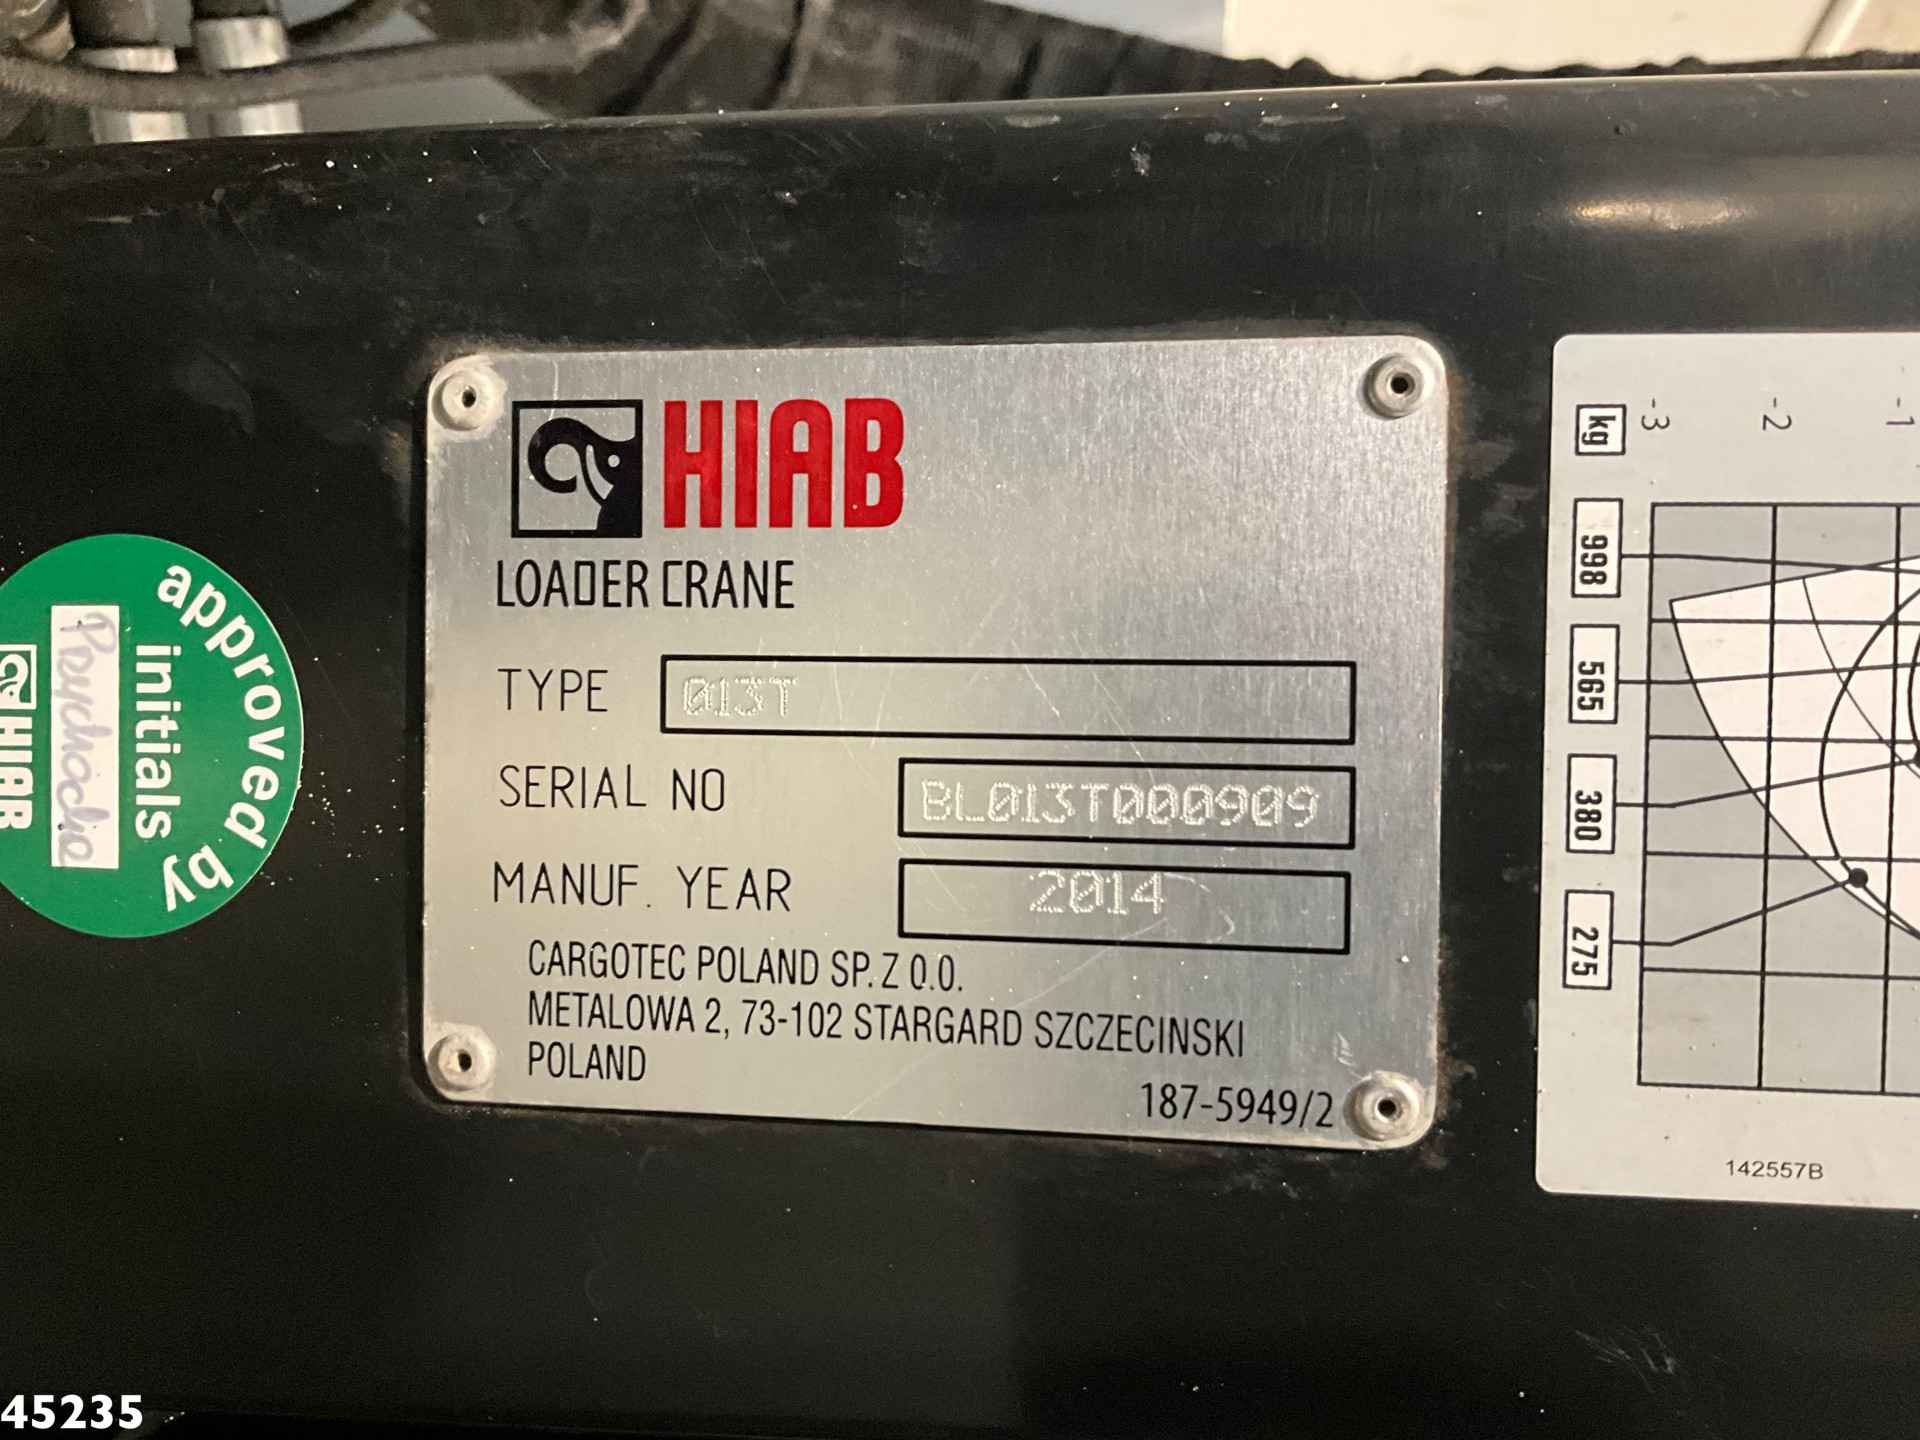 approved by
initials
HIAB
HIAB
LOADER CRANE
TYPE 013T
SERIAL NO BL013T000909
MANUF. YEAR 2014
CARGOTEC POLAND SP. Z O.O.
METALOWA 2, 73-102 STARGARD SZCZECINSKI
POLAND
187-5949/2
kg
-3 -2 -1
998
565
380
275
142557B
45235